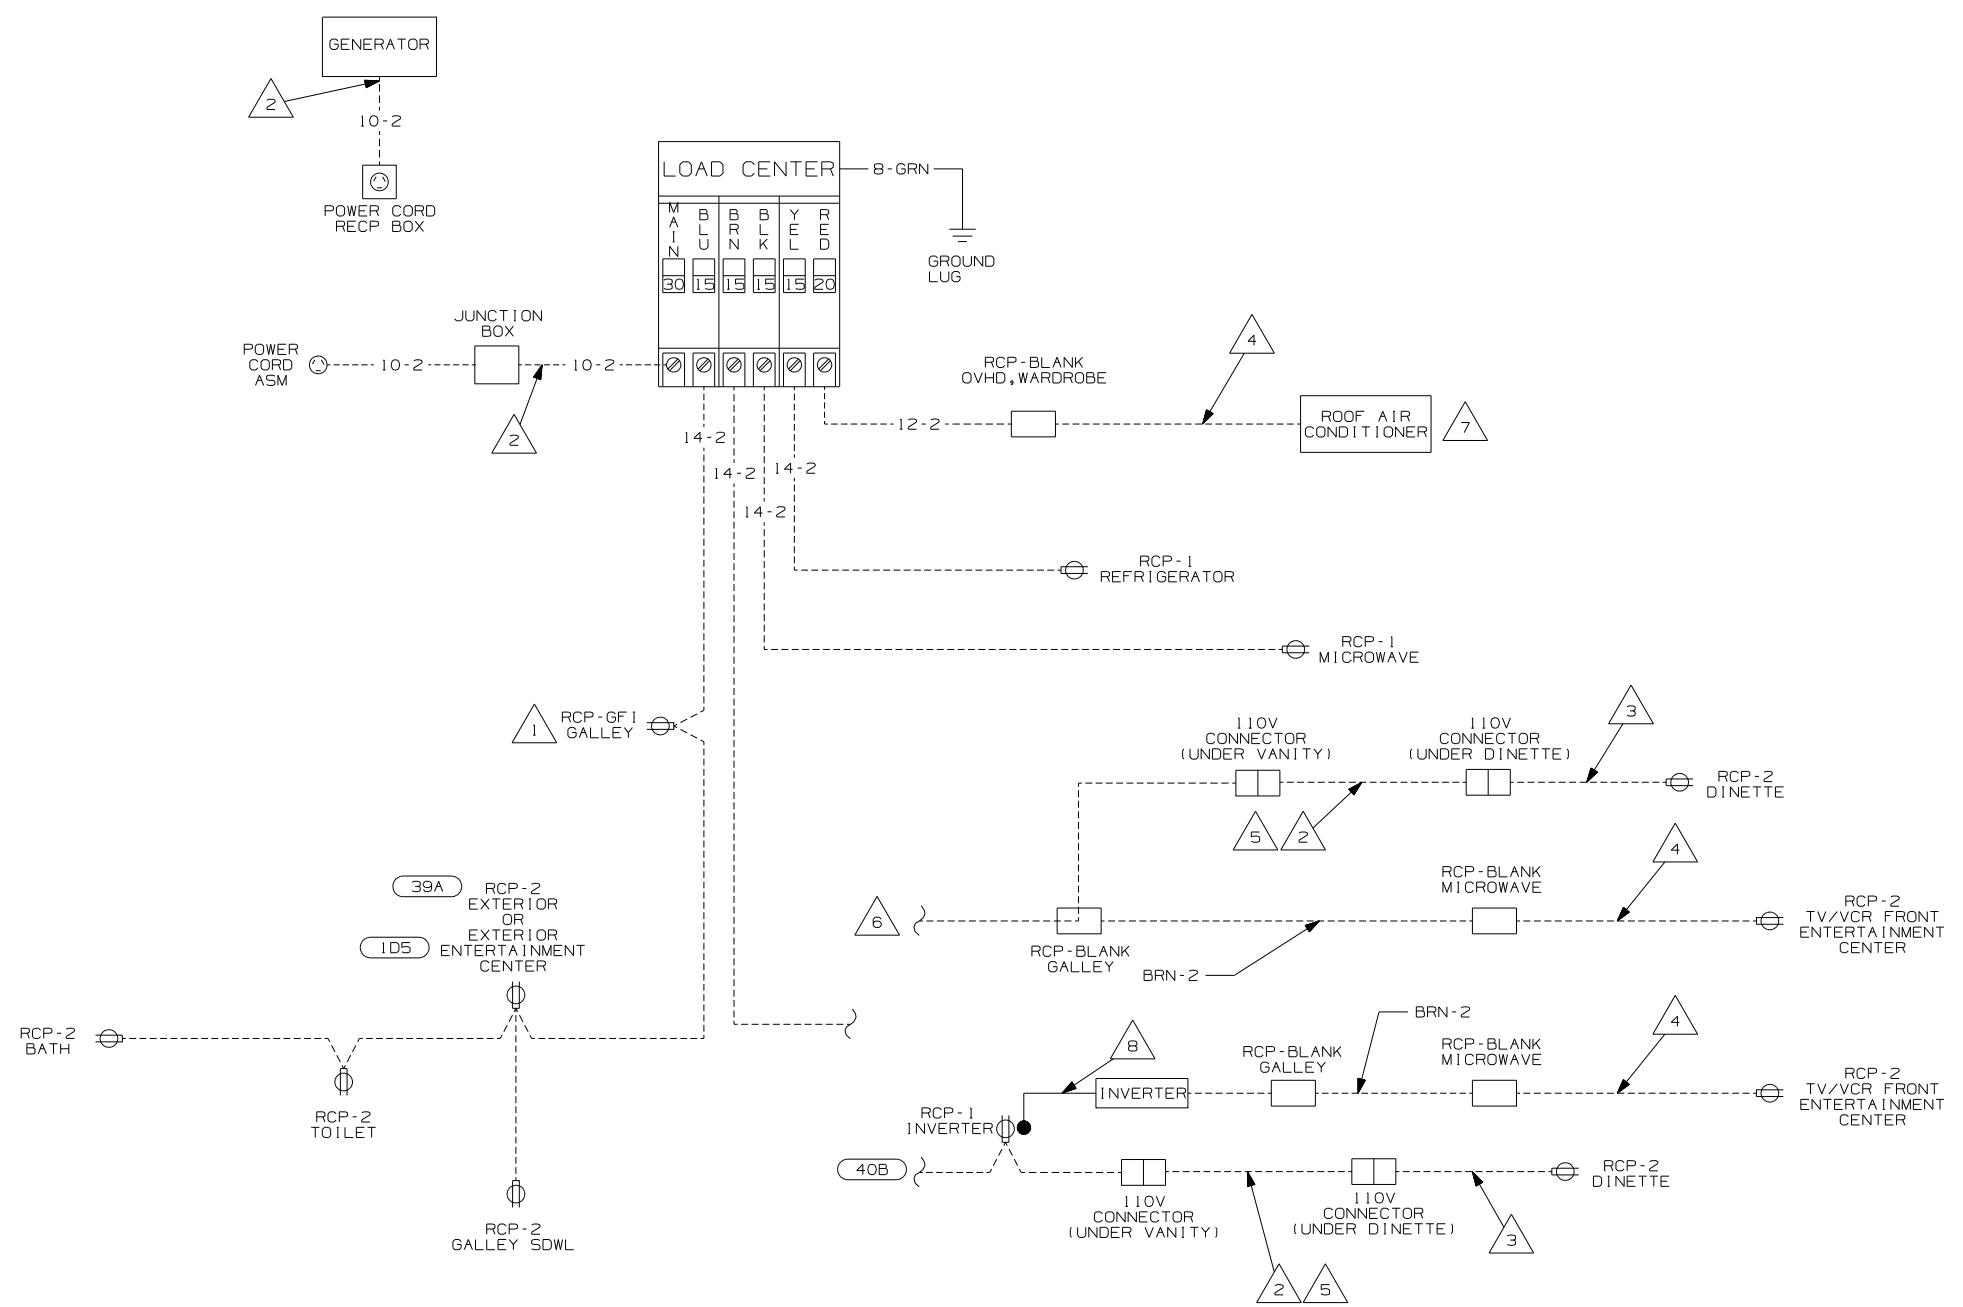 GENERATOR
2
10-2
POWER CORD
RECP BOX
LOAD CENTER
8-GRN
GROUND
LUG
MAIN
BLU
BRN
BLK
YEL
RED
30
15
15
15
15
20
JUNCTION
BOX
POWER
CORD
ASM
10-2
10-2
2
RCP-BLANK
OVHD,WARDROBE
4
12-2
ROOF AIR
CONDITIONER
7
14-2
14-2
14-2
14-2
RCP-1
REFRIGERATOR
RCP-1
MICROWAVE
1
RCP-GFI
GALLEY
110V
CONNECTOR
(UNDER VANITY)
110V
CONNECTOR
(UNDER DINETTE)
3
RCP-2
DINETTE
5
2
4
RCP-BLANK
MICROWAVE
6
RCP-BLANK
GALLEY
BRN-2
RCP-2
TV/VCR FRONT
ENTERTAINMENT
CENTER
39A
RCP-2
EXTERIOR
OR
EXTERIOR
ENTERTAINMENT
CENTER
1D5
RCP-2
BATH
RCP-2
TOILET
RCP-2
GALLEY SDWL
8
BRN-2
4
RCP-BLANK
GALLEY
RCP-BLANK
MICROWAVE
INVERTER
RCP-2
TV/VCR FRONT
ENTERTAINMENT
CENTER
RCP-1
INVERTER
40B
110V
CONNECTOR
(UNDER VANITY)
110V
CONNECTOR
(UNDER DINETTE)
RCP-2
DINETTE
3
2
5